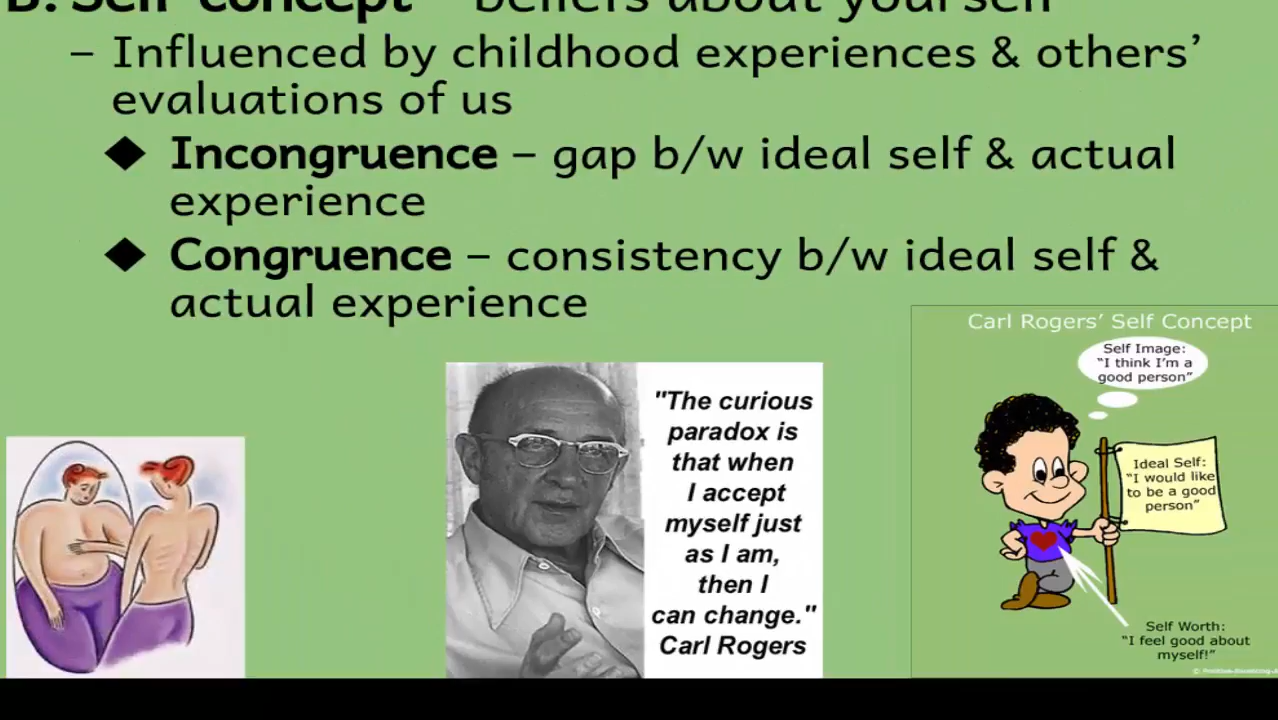 B. Self-concept – beliefs about yourself
– Influenced by childhood experiences & others’
evaluations of us
◆ Incongruence – gap b/w ideal self & actual
experience
◆ Congruence – consistency b/w ideal self &
actual experience
Carl Rogers’ Self Concept
Self Image:
“I think I’m a
good person”
Ideal Self:
“I would like
to be a good
person”
Self Worth:
“I feel good about
myself!”
"The curious
paradox is
that when
I accept
myself just
as I am,
then I
can change."
Carl Rogers